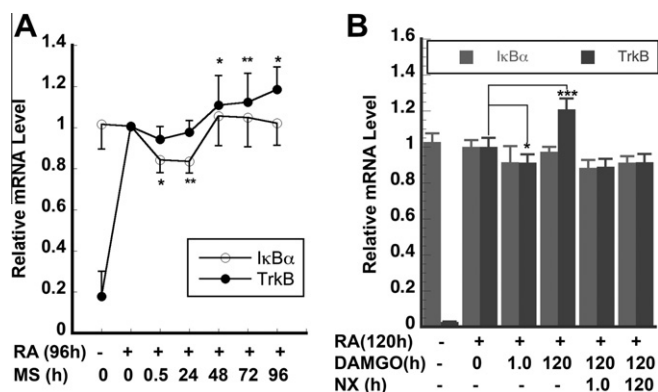 A
Relative mRNA Level
1.4
1.2
1
0.8
0.6
0.4
0.2
0
* ** * * **
IκBα
TrkB
RA (96h) - + + + + + +
MS (h) 0 0 0.5 24 48 72 96
B
Relative mRNA Level
1.6
1.4
1.2
1
0.8
0.6
0.4
0.2
0
IκBα TrkB
***
*
RA(120h) - + + + + +
DAMGO(h) - 0 1.0 120 120 120
NX (h) - 1.0 120